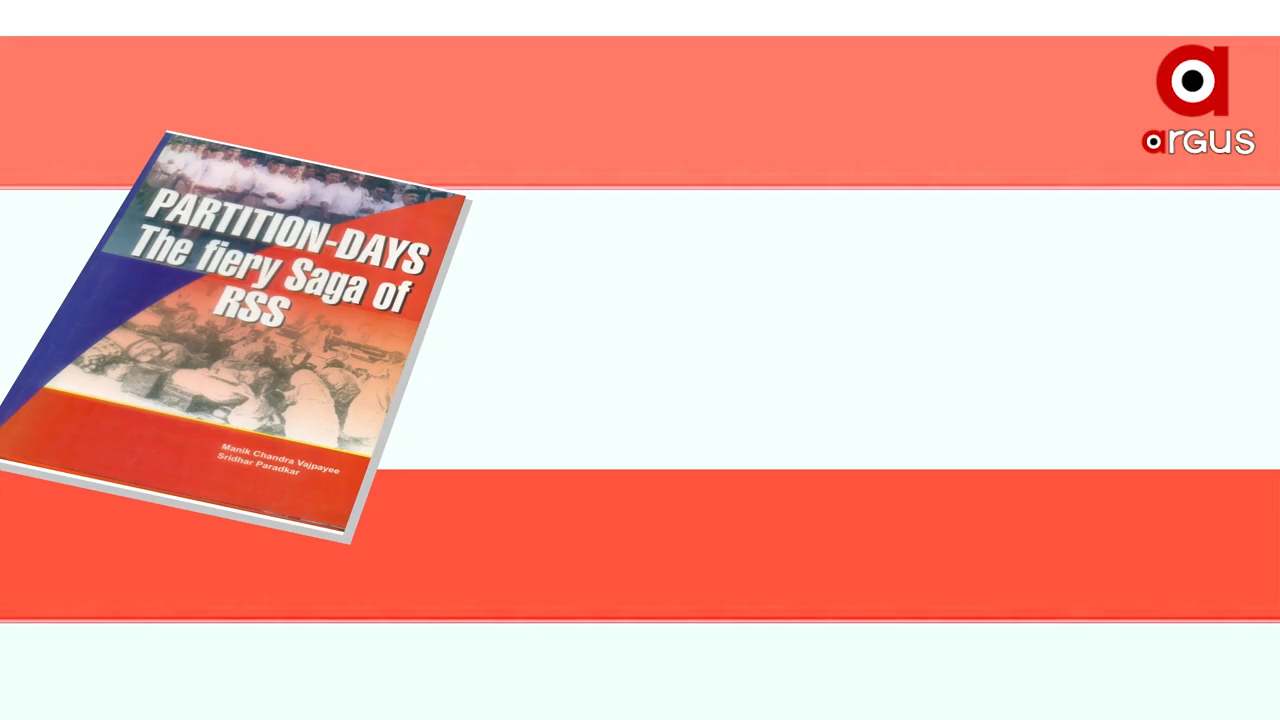 PARTITION-DAYS
The fiery Saga of
RSS
Manik Chandra Vajpayee
Sridhar Paradkar
argus